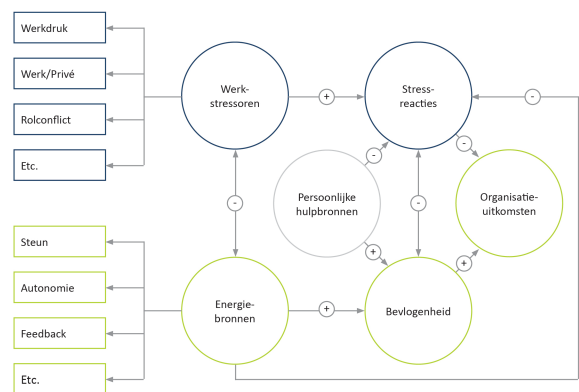 Werkdruk
Werk/Privé
Rolconflict
Etc.
Werk-
stressoren
+
Stress-
reacties
-
-
-
Persoonlijke
hulpbronnen
-
-
Organisatie-
uitkomsten
+
+
Steun
Autonomie
Feedback
Etc.
Energie-
bronnen
+
Bevlogenheid